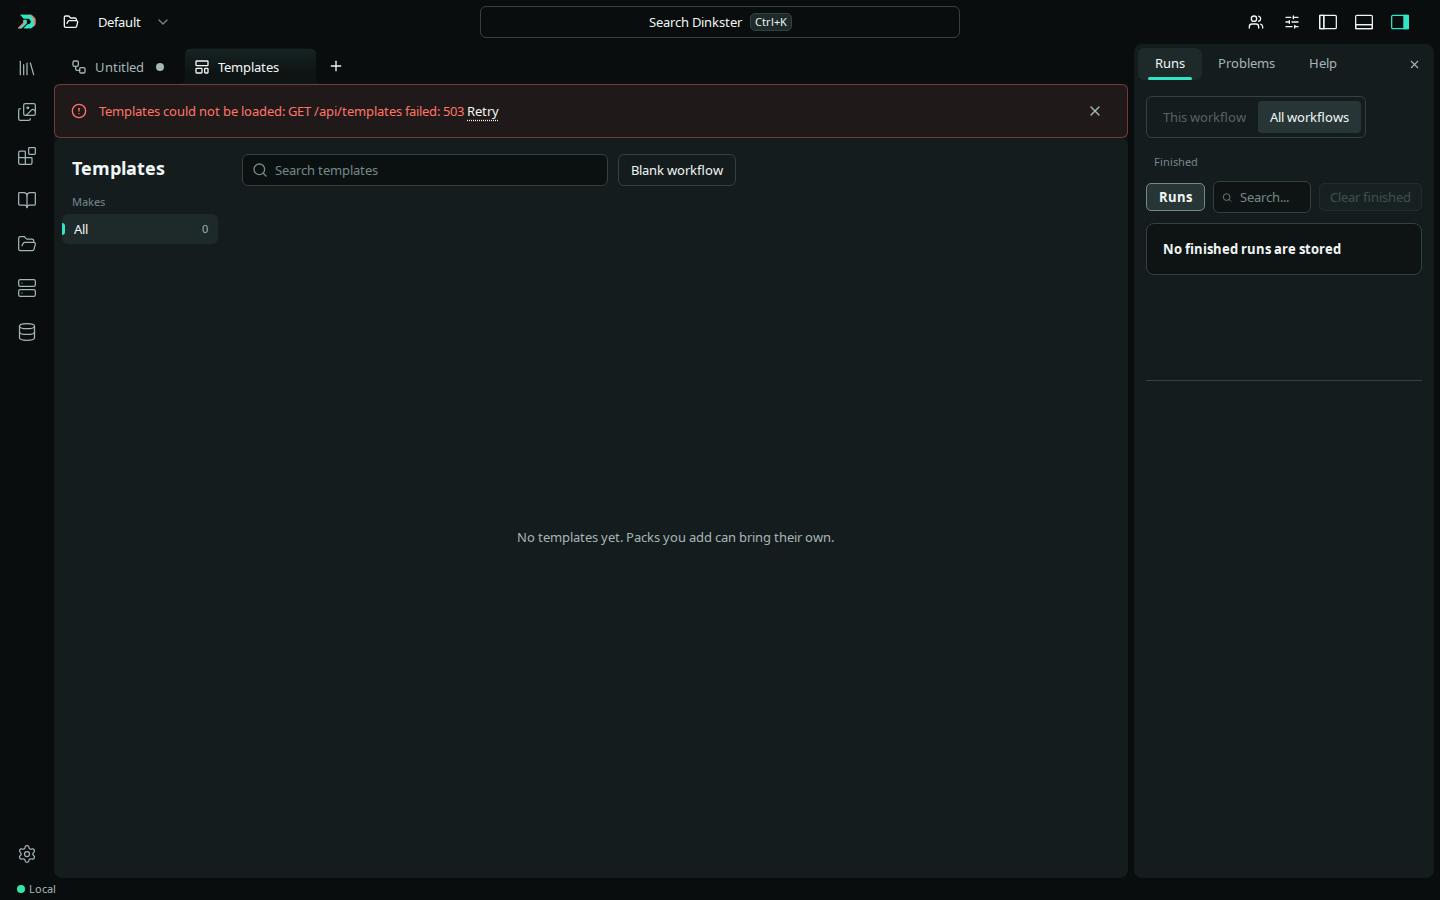 Default
Search Dinkster Ctrl+K
Untitled
Templates
Templates could not be loaded: GET /api/templates failed: 503 Retry
Templates
Search templates
Blank workflow
Makes
All 0
No templates yet. Packs you add can bring their own.
Runs Problems Help
This workflow All workflows
Finished
Runs Search... Clear finished
No finished runs are stored
Local